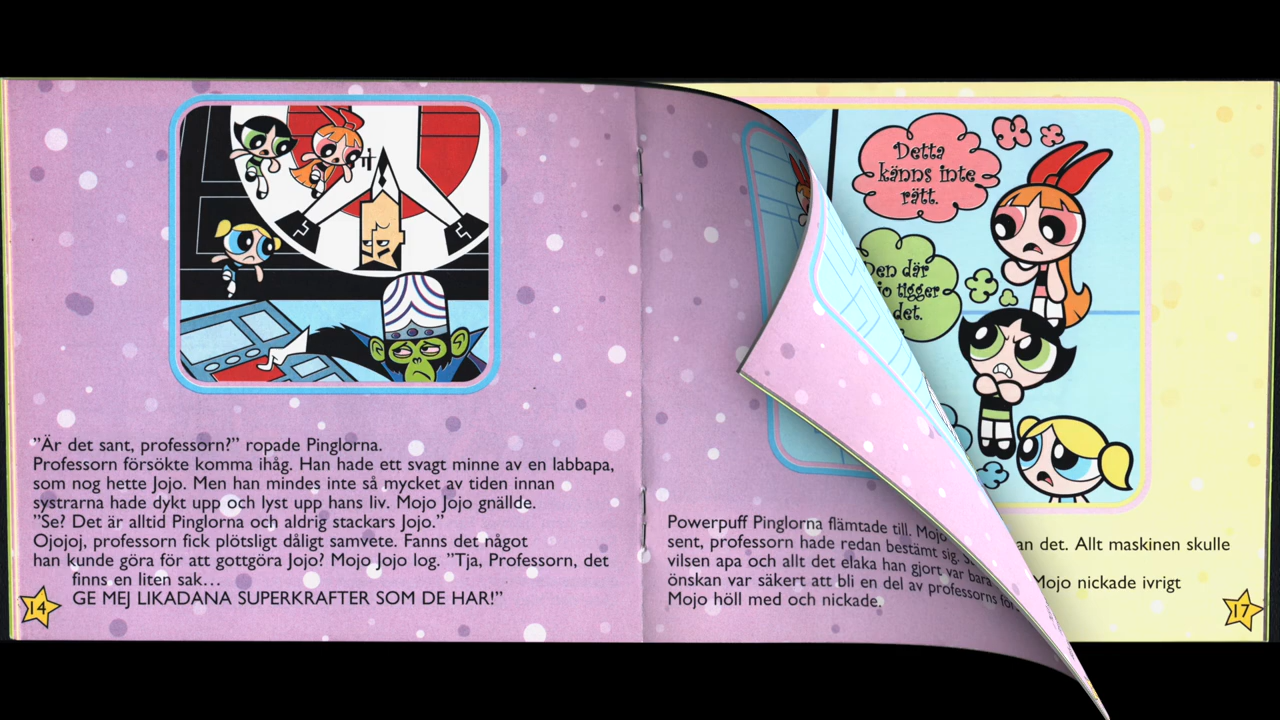 ”Är det sant, professorn?” ropade Pinglorna.
Professorn försökte komma ihåg. Han hade ett svagt minne av en labbapa,
som nog hette Jojo. Men han mindes inte så mycket av tiden innan
systrarna hade dykt upp och lyst upp hans liv. Mojo Jojo gnällde.
”Se? Det är alltid Pinglorna och aldrig stackars Jojo.”
Ojojoj, professorn fick plötsligt dåligt samvete. Fanns det något
han kunde göra för att gottgöra Jojo? Mojo Jojo log. ”Tja, Professorn, det
finns en liten sak…
GE MEJ LIKADANA SUPERKRAFTER SOM DE HAR!”
14
Powerpuff Pinglorna flämtade till. Mojo
sent, professorn hade redan bestämt sig.
vilsen apa och allt det elaka han gjort var bara
önskan var säkert att bli en del av professorns
Mojo höll med och nickade.
Detta
känns inte
rätt.
Den där
jo tigger
det.
an det. Allt maskinen skulle
Mojo nickade ivrigt
17